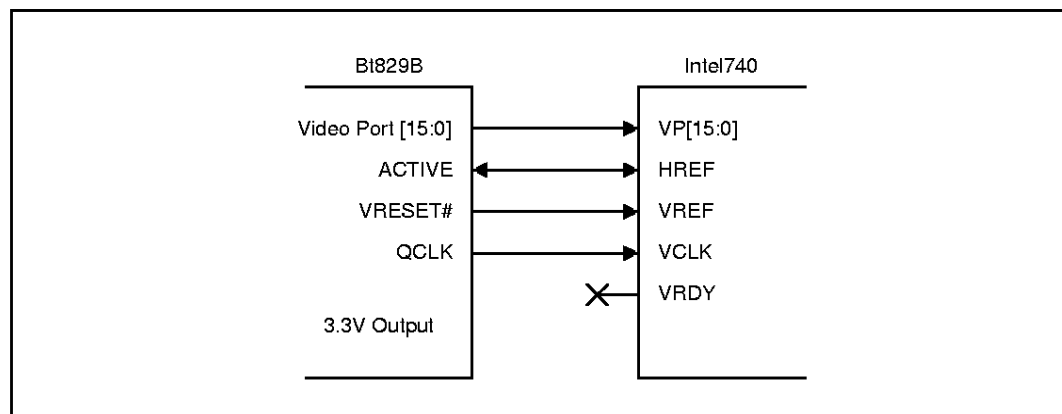 Bt829B Intel740
Video Port [15:0] VP[15:0]
ACTIVE HREF
VRESET# VREF
QCLK VCLK
VRDY
3.3V Output